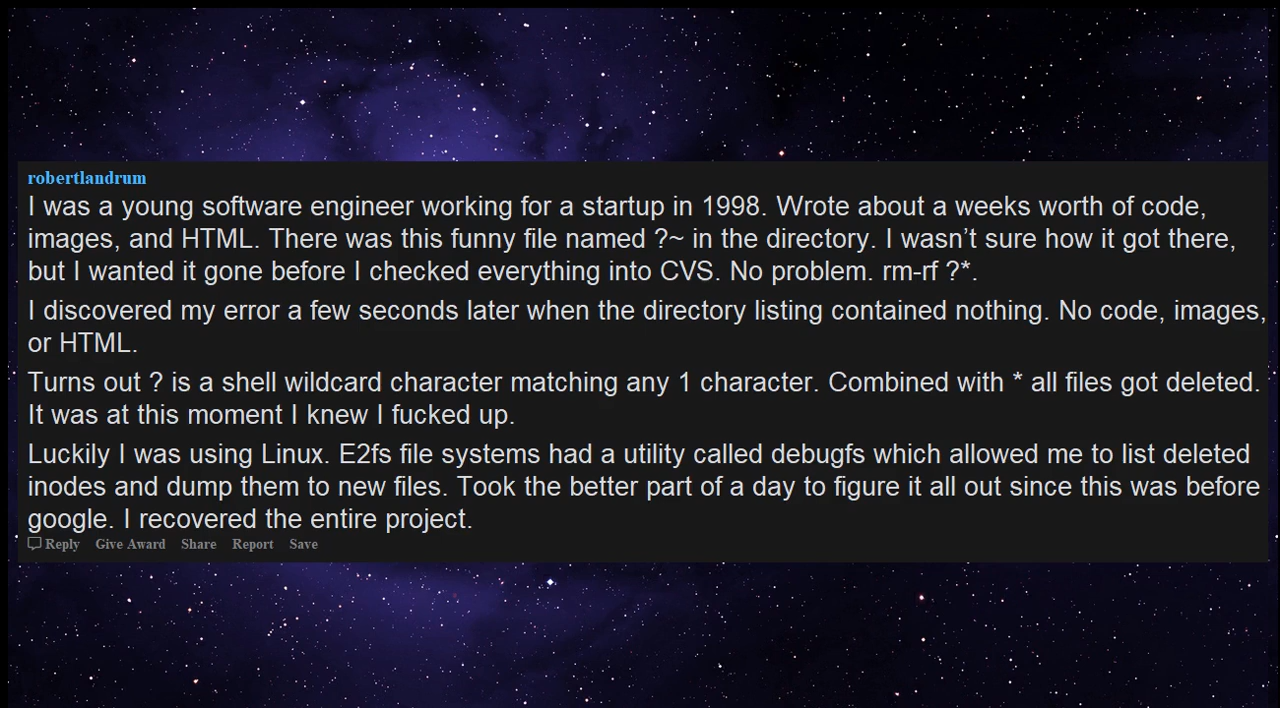 robertlandrum
I was a young software engineer working for a startup in 1998. Wrote about a weeks worth of code,
images, and HTML. There was this funny file named ?~ in the directory. I wasn’t sure how it got there,
but I wanted it gone before I checked everything into CVS. No problem. rm-rf ?*.
I discovered my error a few seconds later when the directory listing contained nothing. No code, images,
or HTML.
Turns out ? is a shell wildcard character matching any 1 character. Combined with * all files got deleted.
It was at this moment I knew I fucked up.
Luckily I was using Linux. E2fs file systems had a utility called debugfs which allowed me to list deleted
inodes and dump them to new files. Took the better part of a day to figure it all out since this was before
google. I recovered the entire project.
Reply Give Award Share Report Save